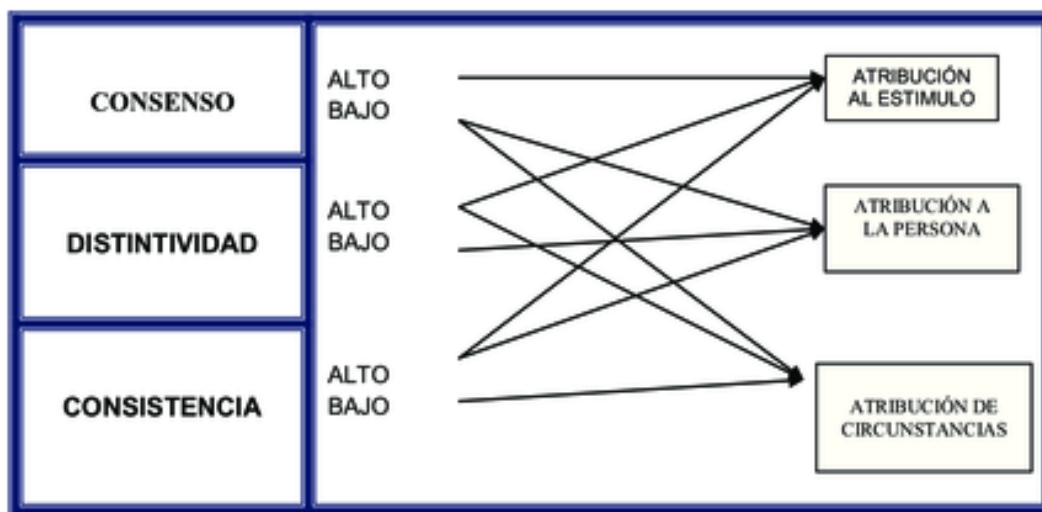 CONSENSO
ALTO
BAJO
ATRIBUCIÓN
AL ESTIMULO
DISTINTIVIDAD
ALTO
BAJO
ATRIBUCIÓN A
LA PERSONA
CONSISTENCIA
ALTO
BAJO
ATRIBUCIÓN DE
CIRCUNSTANCIAS